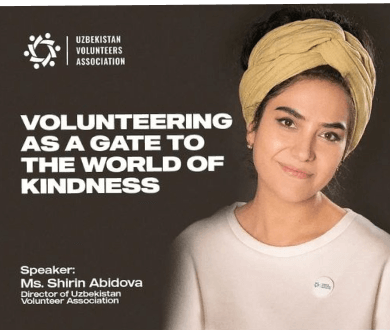 UZBEKISTAN
VOLUNTEERS
ASSOCIATION
VOLUNTEERING
AS A GATE TO
THE WORLD OF
KINDNESS
Speaker:
Ms. Shirin Abidova
Director of Uzbekistan
Volunteer Association